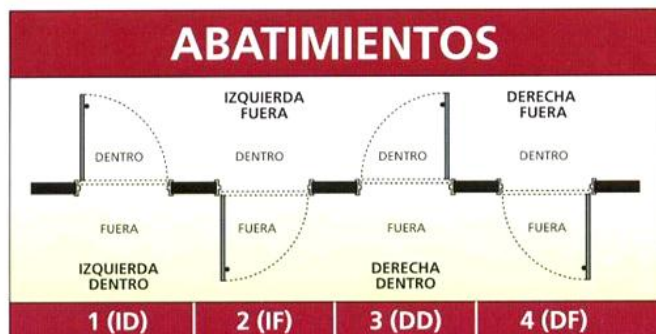 ABATIMIENTOS
IZQUIERDA
FUERA
DERECHA
FUERA
DENTRO
DENTRO
DENTRO
DENTRO
FUERA
FUERA
FUERA
FUERA
IZQUIERDA
DENTRO
DERECHA
DENTRO
1 (ID)
2 (IF)
3 (DD)
4 (DF)